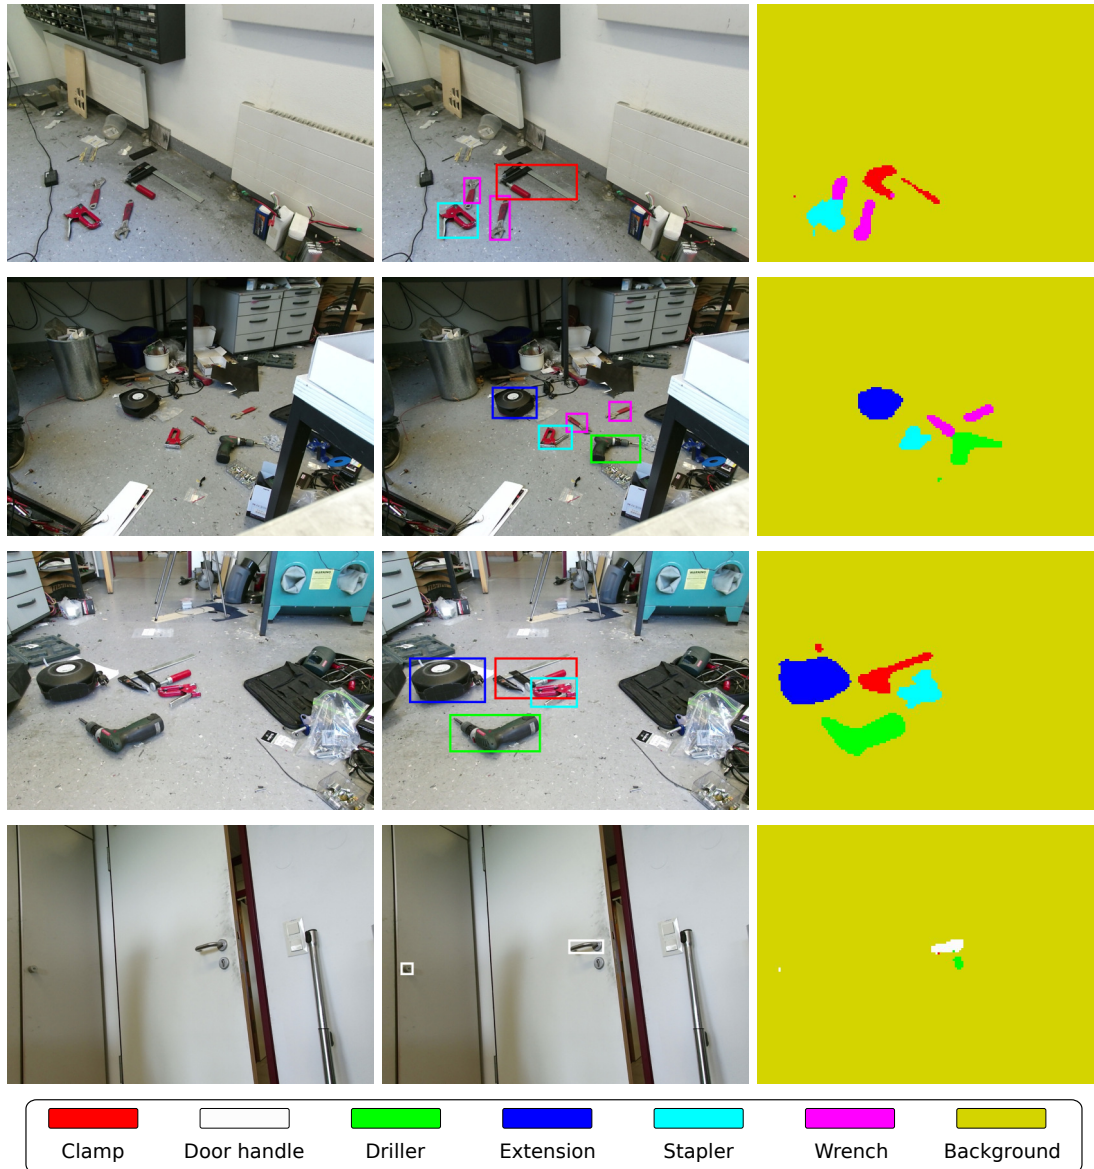 Clamp
Door handle
Driller
Extension
Stapler
Wrench
Background